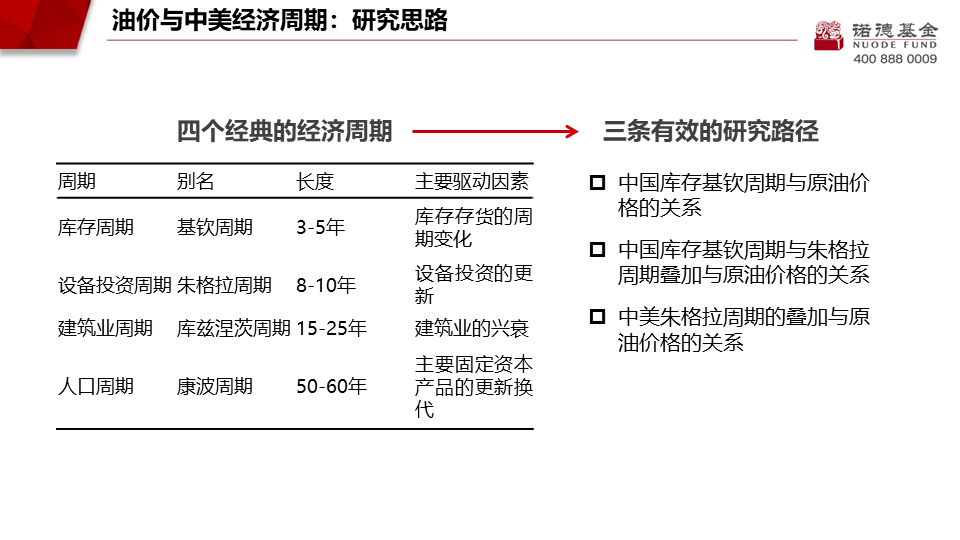 油价与中美经济周期：研究思路
诺德基金
NUODE FUND
400 888 0009
四个经典的经济周期
三条有效的研究路径
周期 别名 长度 主要驱动因素
库存周期 基钦周期 3-5年 库存存货的周
期变化
设备投资周期 朱格拉周期 8-10年 设备投资的更
新
建筑业周期 库兹涅茨周期 15-25年 建筑业的兴衰
人口周期 康波周期 50-60年 主要固定资本
产品的更新换
代
中国库存基钦周期与原油价
格的关系
中国库存基钦周期与朱格拉
周期叠加与原油价格的关系
中美朱格拉周期的叠加与原
油价格的关系